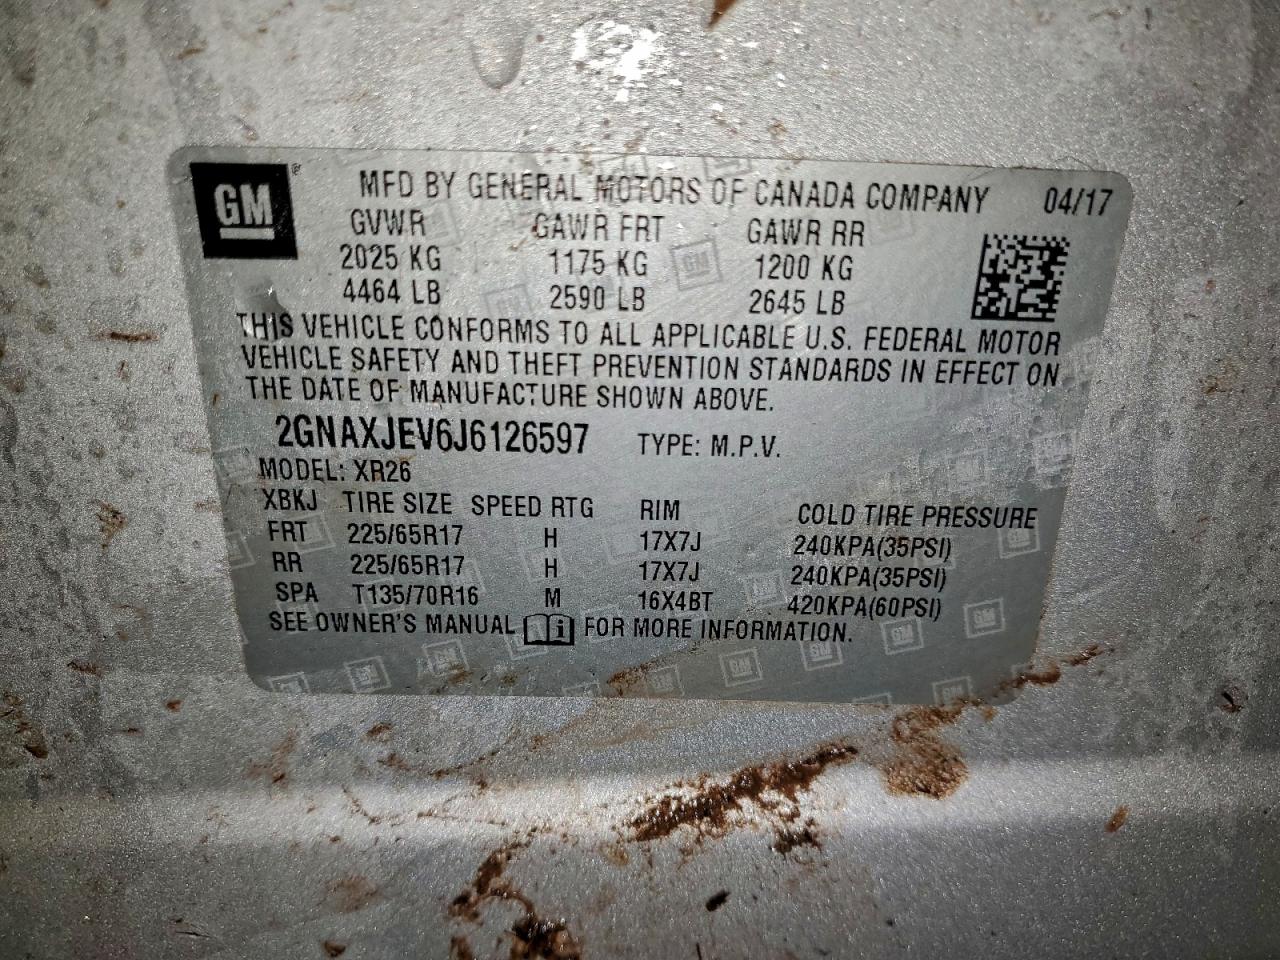 GM ®
MFD BY GENERAL MOTORS OF CANADA COMPANY 04/17
GVWR GAWR FRT GAWR RR
2025 KG 1175 KG 1200 KG
4464 LB 2590 LB 2645 LB
THIS VEHICLE CONFORMS TO ALL APPLICABLE U.S. FEDERAL MOTOR
VEHICLE SAFETY AND THEFT PREVENTION STANDARDS IN EFFECT ON
THE DATE OF MANUFACTURE SHOWN ABOVE.
2GNAXJEV6J6126597 TYPE: M.P.V.
MODEL: XR26
XBKJ TIRE SIZE SPEED RTG RIM COLD TIRE PRESSURE
FRT 225/65R17 H 17X7J 240KPA(35PSI)
RR 225/65R17 H 17X7J 240KPA(35PSI)
SPA T135/70R16 M 16X4BT 420KPA(60PSI)
SEE OWNER'S MANUAL i FOR MORE INFORMATION.